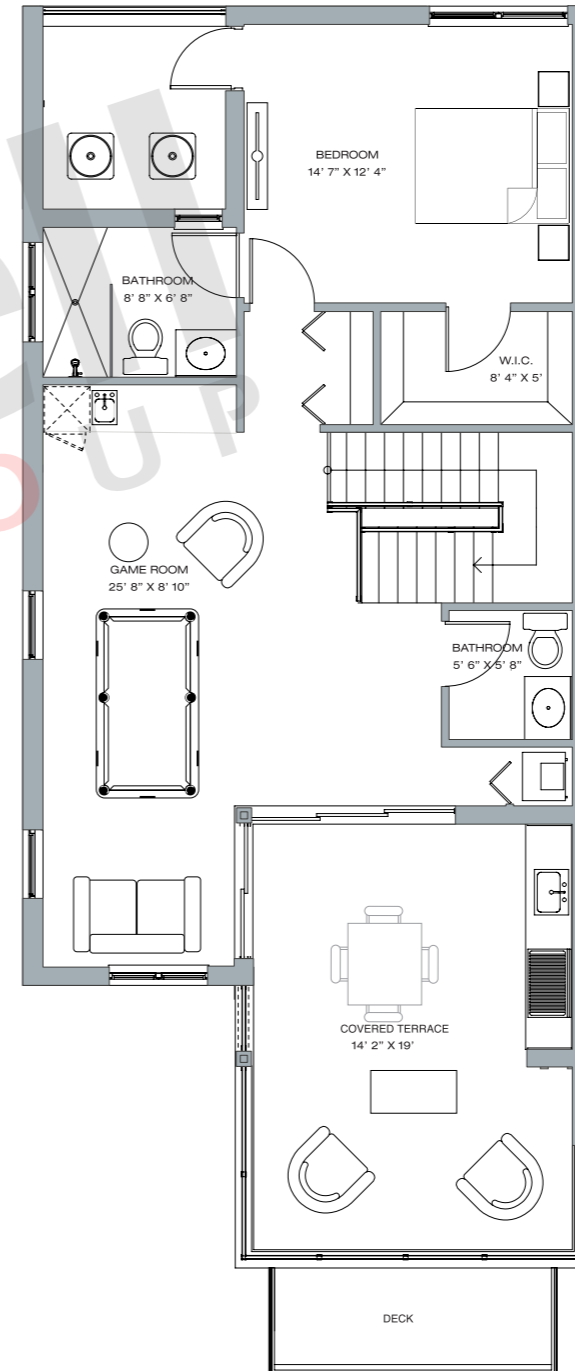 BEDROOM
14' 7” X 12' 4”
BATHROOM
8' 8” X 6' 8”
W.I.C.
8' 4” X 5'
GAME ROOM
25' 8” X 8' 10”
BATHROOM
5' 6” X 5' 8”
COVERED TERRACE
14' 2” X 19'
DECK